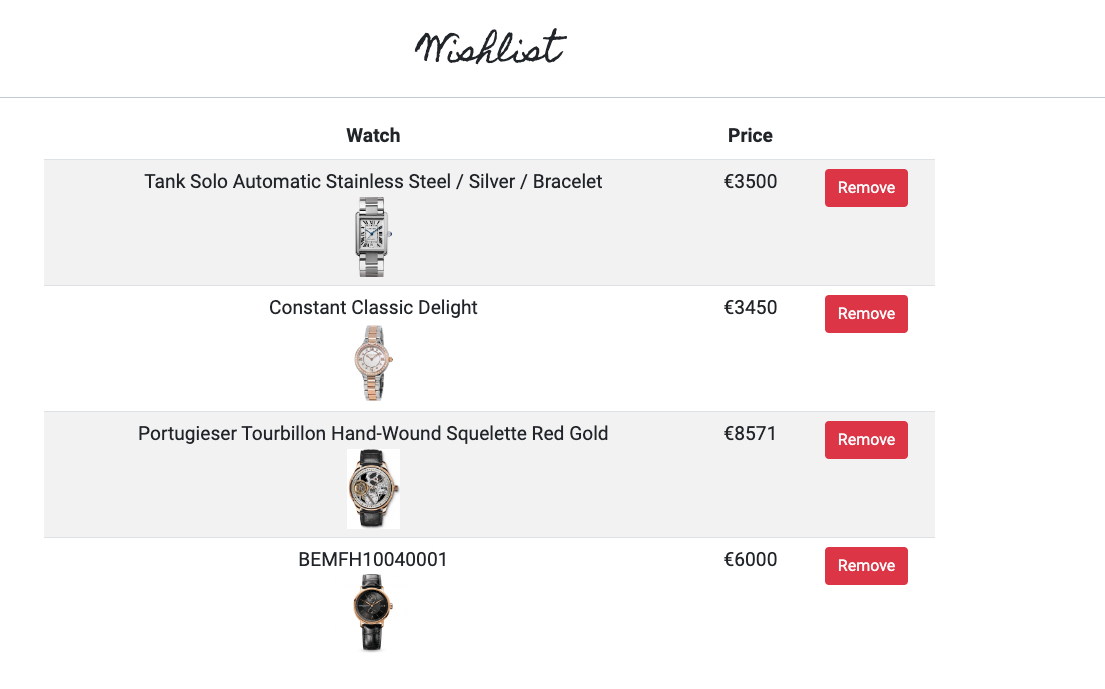 Wishlist
Watch Price
Tank Solo Automatic Stainless Steel / Silver / Bracelet €3500 Remove
Constant Classic Delight €3450 Remove
Portugieser Tourbillon Hand-Wound Squelette Red Gold €8571 Remove
BEMFH10040001 €6000 Remove